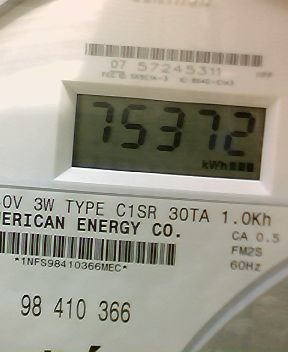 07 57245311
75372
kWh
0V 3W TYPE C1SR 30TA 1.0Kh
MERICAN ENERGY CO.
CA 0.5
FM2S
*1NFS98410366MEC*
60Hz
98 410 366